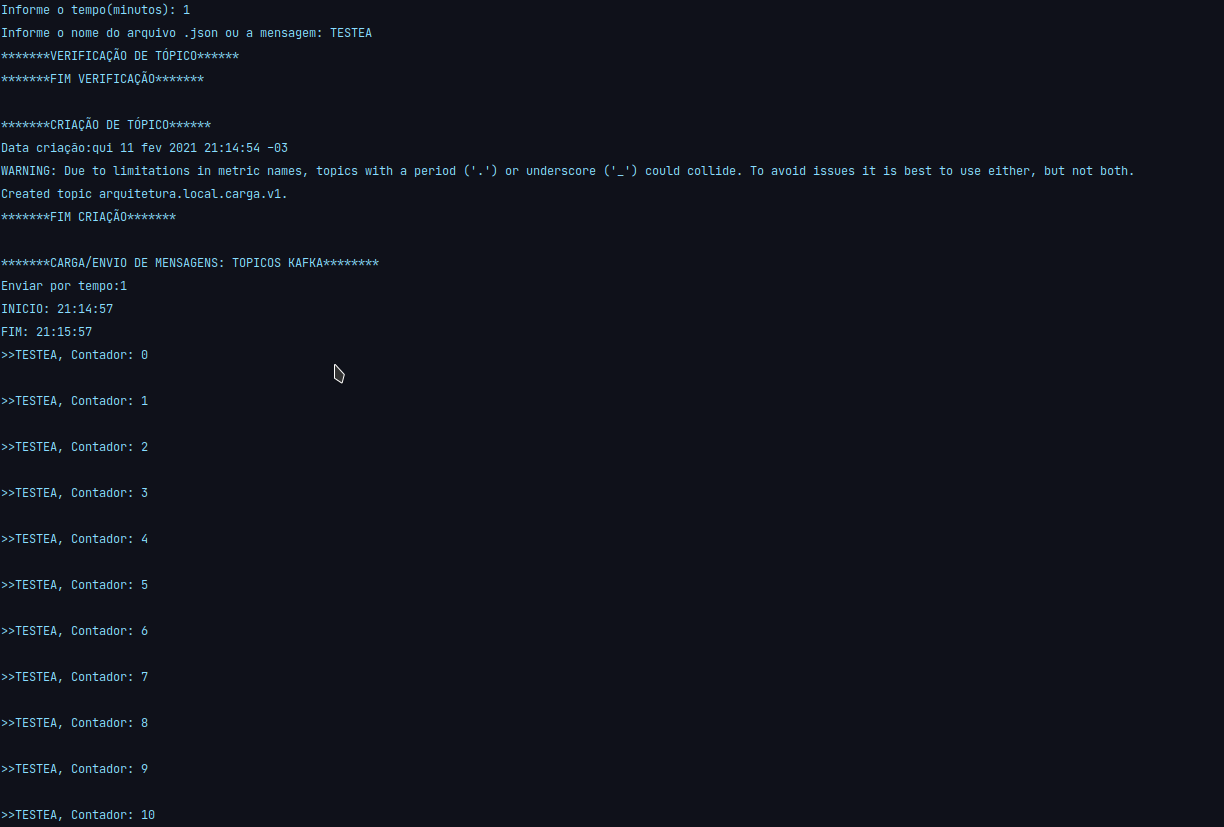 Informe o tempo(minutos): 1
Informe o nome do arquivo .json ou a mensagem: TESTEA
*******VERIFICAÇÃO DE TÓPICO******
*******FIM VERIFICAÇÃO*******
*******CRIAÇÃO DE TÓPICO******
Data criação:qui 11 fev 2021 21:14:54 -03
WARNING: Due to limitations in metric names, topics with a period ('.') or underscore ('_') could collide. To avoid issues it is best to use either, but not both.
Created topic arquitetura.local.carga.v1.
*******FIM CRIAÇÃO*******
*******CARGA/ENVIO DE MENSAGENS: TOPICOS KAFKA********
Enviar por tempo:1
INICIO: 21:14:57
FIM: 21:15:57
>>TESTEA, Contador: 0
>>TESTEA, Contador: 1
>>TESTEA, Contador: 2
>>TESTEA, Contador: 3
>>TESTEA, Contador: 4
>>TESTEA, Contador: 5
>>TESTEA, Contador: 6
>>TESTEA, Contador: 7
>>TESTEA, Contador: 8
>>TESTEA, Contador: 9
>>TESTEA, Contador: 10